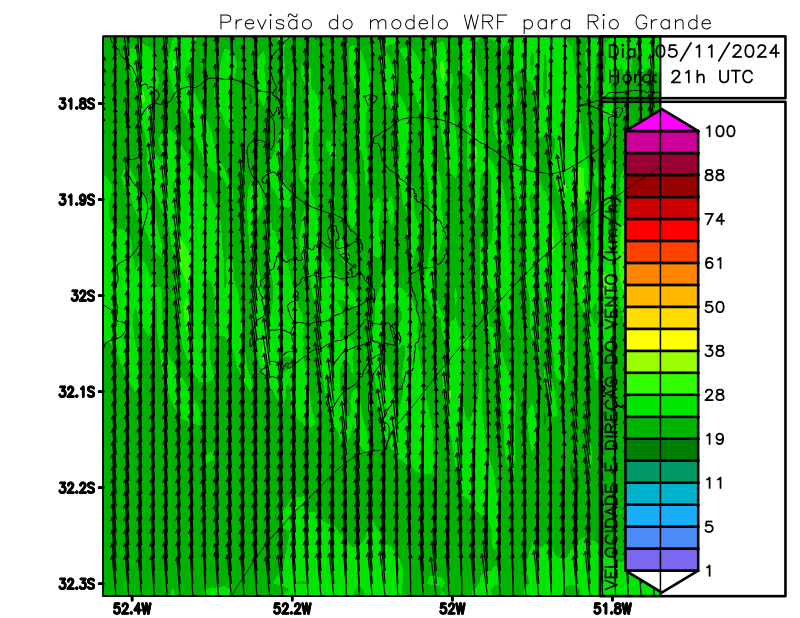 Previsão do modelo WRF para Rio Grande
Dia: 05/11/2024
Hora: 21h UTC
VELOCIDADE E DIREÇÃO DO VENTO (km/h)
100
88
74
61
50
38
28
19
11
5
1
31.8S
31.9S
32S
32.1S
32.2S
32.3S
52.4W
52.2W
52W
51.8W